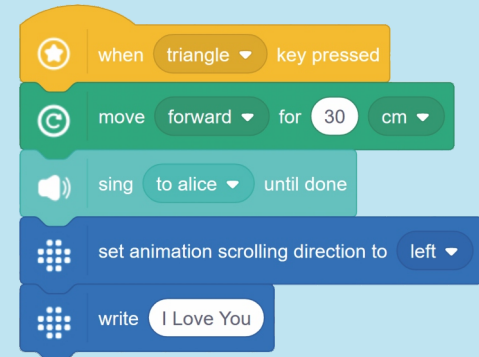 when triangle key pressed
move forward for 30 cm
sing to alice until done
set animation scrolling direction to left
write I Love You